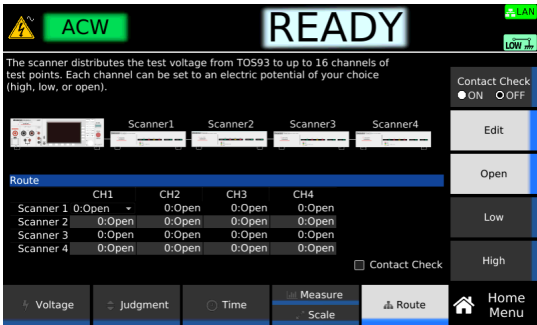 ACW
READY
LAN
LOW
The scanner distributes the test voltage from TOS93 to up to 16 channels of
test points. Each channel can be set to an electric potential of your choice
(high, low, or open).
Contact Check
ON OFF
Scanner1 Scanner2 Scanner3 Scanner4
Edit
Open
Route
CH1 CH2 CH3 CH4
Scanner 1 0:Open 0:Open 0:Open 0:Open
Scanner 2 0:Open 0:Open 0:Open 0:Open
Scanner 3 0:Open 0:Open 0:Open 0:Open
Scanner 4 0:Open 0:Open 0:Open 0:Open
Low
High
Contact Check
Voltage
Judgment
Time
Measure
Scale
Route
Home
Menu